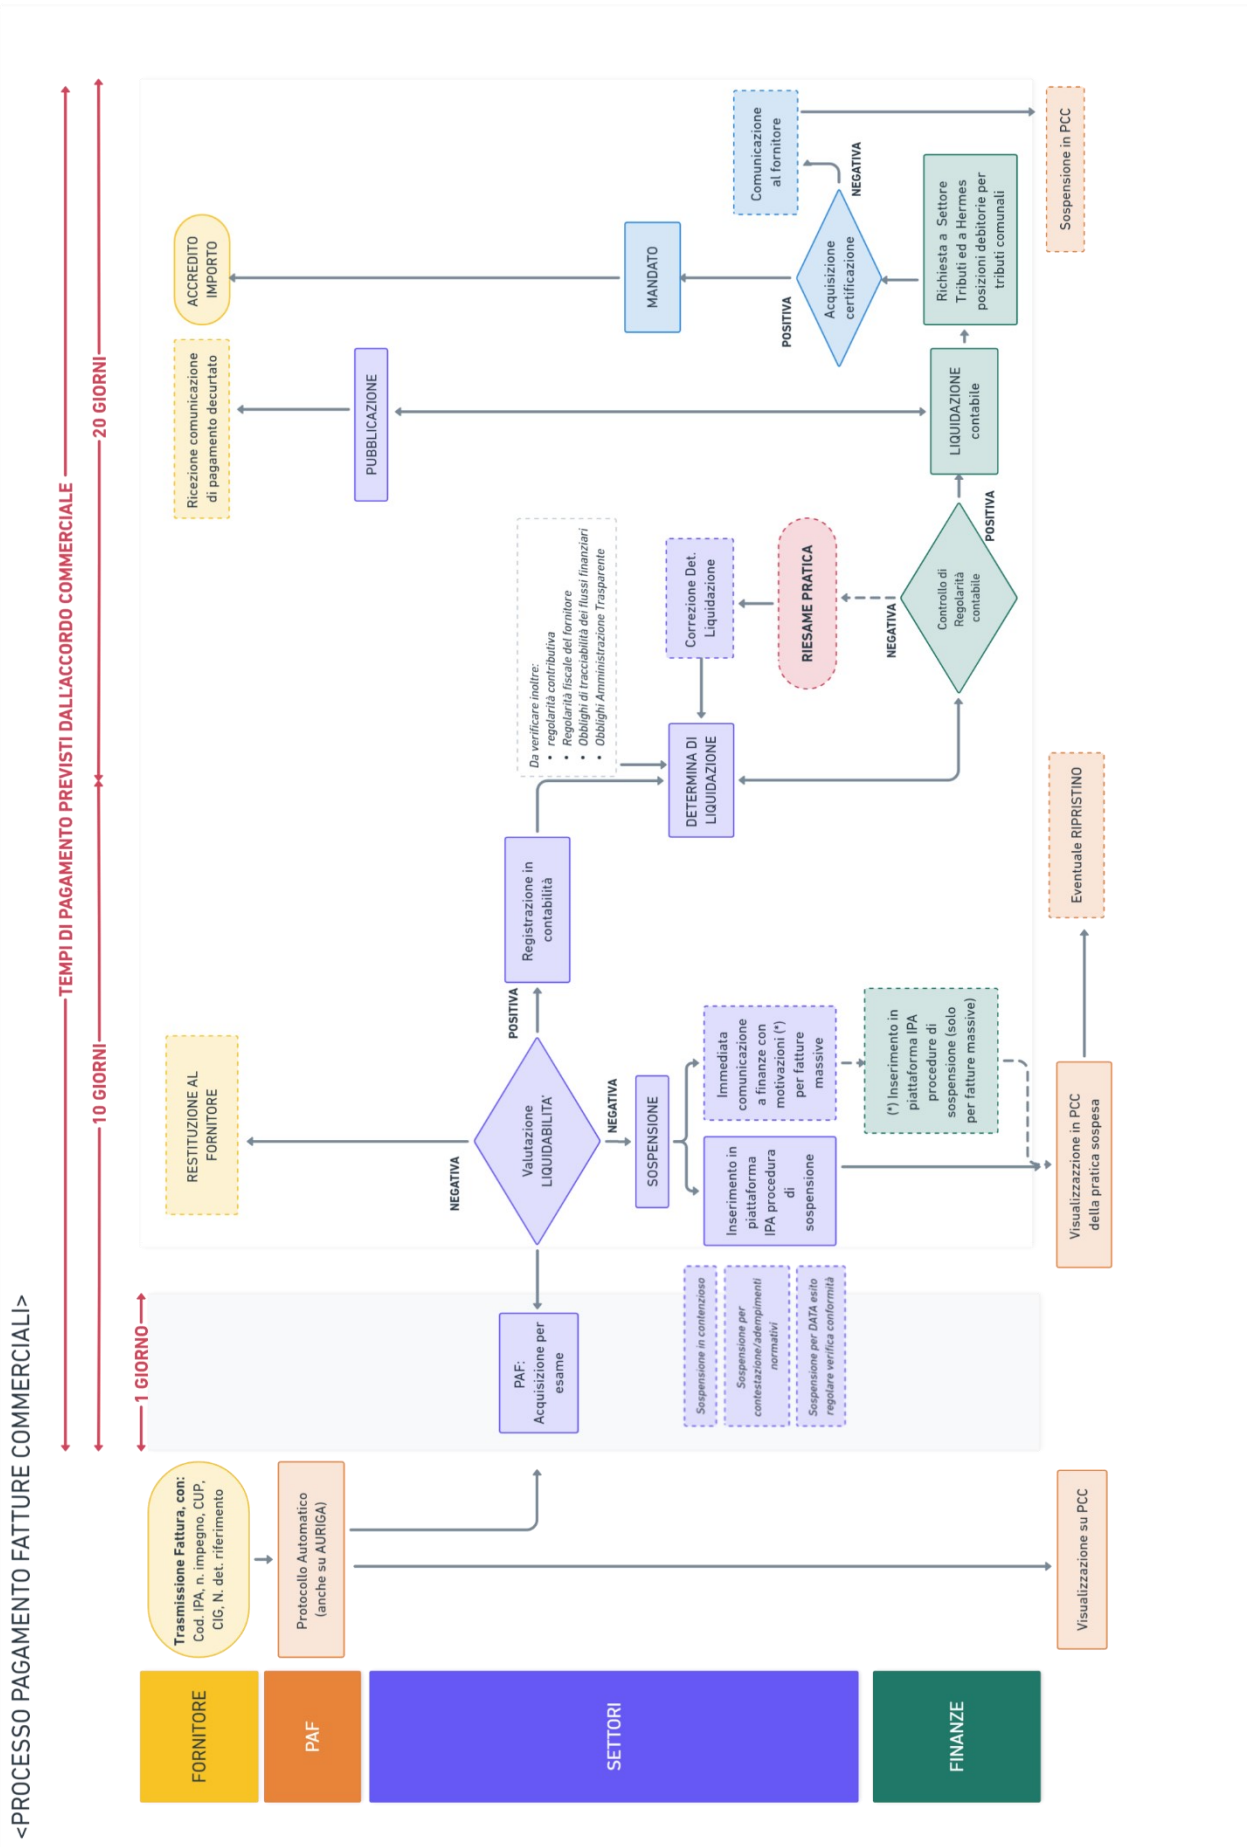 <PROCESSO PAGAMENTO FATTURE COMMERCIALI>
TEMPI DI PAGAMENTO PREVISTI DALL'ACCORDO COMMERCIALE
10 GIORNI
20 GIORNI
1 GIORNO
FORNITORE
PAF
SETTORI
FINANZE
Trasmissione Fattura, con:
Cod. IPA, n. impegno, CUP,
CIG, N. det. riferimento
Protocollo Automatico
(anche su AURIGA)
Visualizzazione su PCC
PAF:
Acquisizione per
esame
Sospensione in contenzioso
Sospensione per
contestazione/adempimenti
normativi
Sospensione per DATA esito
regolare verifica conformità
RESTITUZIONE AL
FORNITORE
NEGATIVA
Valutazione
LIQUIDABILITA'
POSITIVA
NEGATIVA
SOSPENSIONE
Inserimento in
piattaforma
IPA procedura
di
sospensione
Immediata
comunicazione
a finanze con
motivazioni (*)
per fatture
massive
(*) Inserimento in
piattaforma IPA
procedure di
sospensione (solo
per fatture massive)
Visualizzazzione in PCC
della pratica sospesa
Eventuale RIPRISTINO
Registrazione in
contabilità
Da verificare inoltre:
• regolarità contributiva
• Regolarità fiscale del fornitore
• Obblighi di tracciabilità dei flussi finanziari
• Obblighi Amministrazione Trasparente
DETERMINA DI
LIQUIDAZIONE
Correzione Det.
Liquidazione
RIESAME PRATICA
NEGATIVA
Controllo di
Regolarità
contabile
POSITIVA
LIQUIDAZIONE
contabile
PUBBLICAZIONE
Ricezione comunicazione
di pagamento decurtato
Richiesta a Settore
Tributi ed a Hermes
posizioni debitorie per
tributi comunali
Acquisizione
certificazione
POSITIVA
NEGATIVA
MANDATO
ACCREDITO
IMPORTO
Comunicazione
al fornitore
Sospensione in PCC